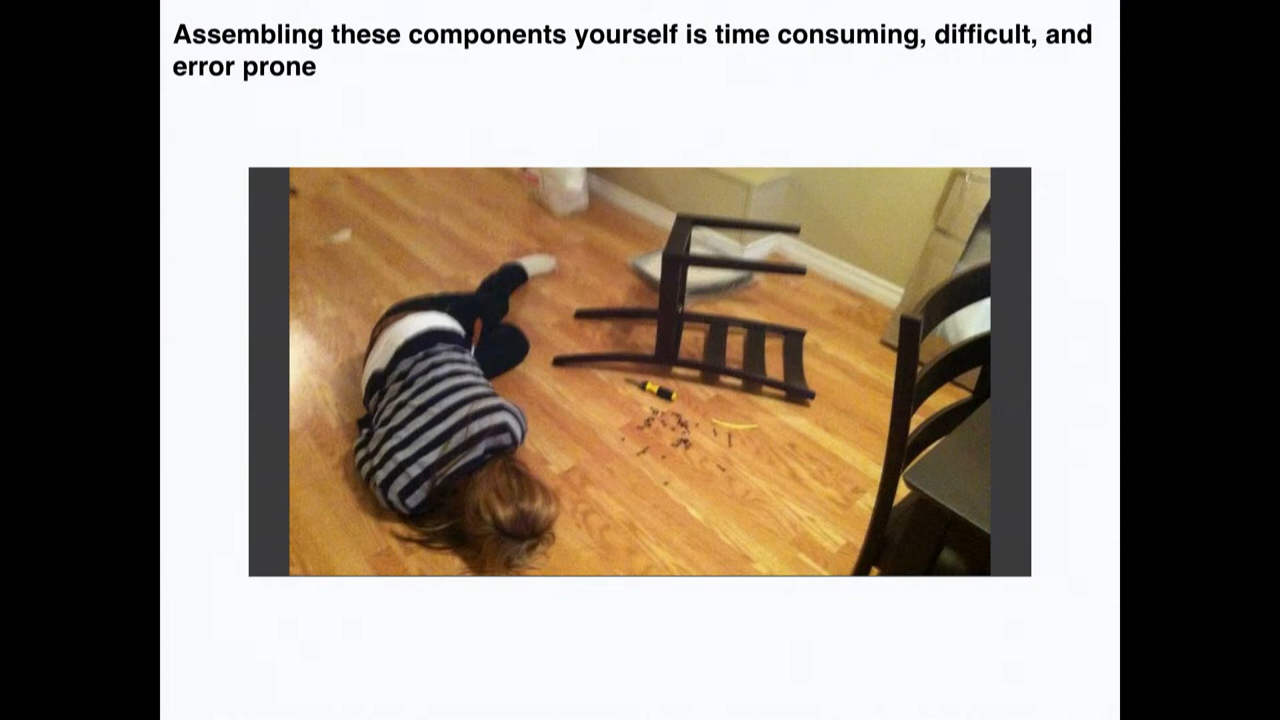 Assembling these components yourself is time consuming, difficult, and
error prone